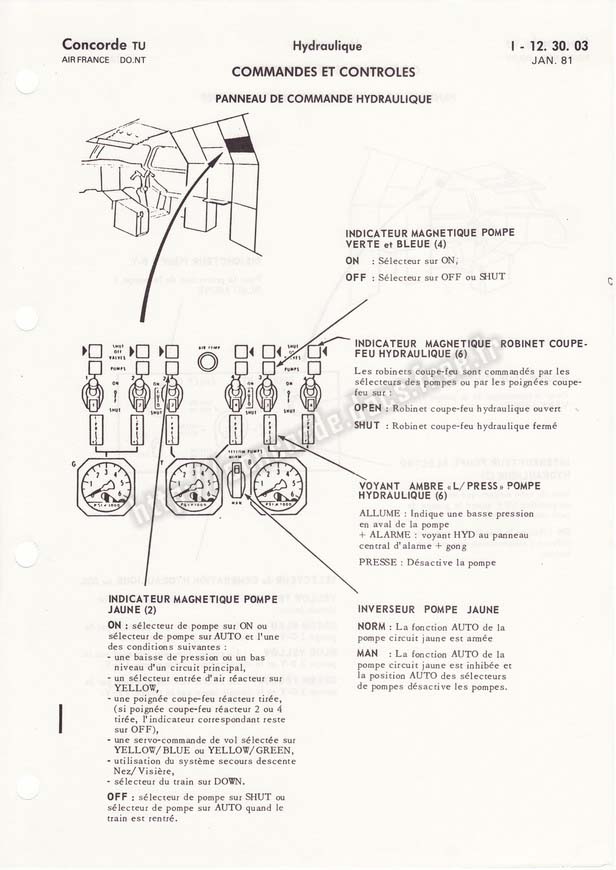 Concorde TU
AIR FRANCE DO.NT
Hydraulique
I - 12. 30. 03
JAN. 81
COMMANDES ET CONTROLES
PANNEAU DE COMMANDE HYDRAULIQUE
INDICATEUR MAGNETIQUE POMPE
VERTE et BLEUE (4)
ON : Sélecteur sur ON,
OFF : Sélecteur sur OFF ou SHUT
INDICATEUR MAGNETIQUE ROBINET COUPE-
FEU HYDRAULIQUE (6)
Les robinets coupe-feu sont commandés par les
sélecteurs des pompes ou par les poignées coupe-
feu sur :
OPEN : Robinet coupe-feu hydraulique ouvert
SHUT : Robinet coupe-feu hydraulique fermé
SHUT
OFF
VALVES
PUMPS
ON
OFF
SHUT
PUMPS
ON
OFF
SHUT
YELLOW PUMPS
NORM
MAN
G
Y
B
PSI × 1000
PSI × 1000
VOYANT AMBRE «L/PRESS» POMPE
HYDRAULIQUE (6)
ALLUME : Indique une basse pression
en aval de la pompe
+ ALARME : voyant HYD au panneau
central d'alarme + gong
PRESSE : Désactive la pompe
INDICATEUR MAGNETIQUE POMPE
JAUNE (2)
ON : sélecteur de pompe sur ON ou
sélecteur de pompe sur AUTO et l'une
des conditions suivantes :
- une baisse de pression ou un bas
niveau d'un circuit principal,
- un sélecteur entrée d'air réacteur sur
YELLOW,
- une poignée coupe-feu réacteur tirée,
(si poignée coupe-feu réacteur 2 ou 4
tirée, l'indicateur correspondant reste
sur OFF),
- une servo-commande de vol sélectée sur
YELLOW/BLUE ou YELLOW/GREEN,
- utilisation du système secours descente
Nez/Visière,
- sélecteur du train sur DOWN.
OFF : sélecteur de pompe sur SHUT ou
sélecteur de pompe sur AUTO quand le
train est rentré.
INVERSEUR POMPE JAUNE
NORM : La fonction AUTO de la
pompe circuit jaune est armée
MAN : La fonction AUTO de la
pompe circuit jaune est inhibée et
la position AUTO des sélecteurs
de pompes désactive les pompes.